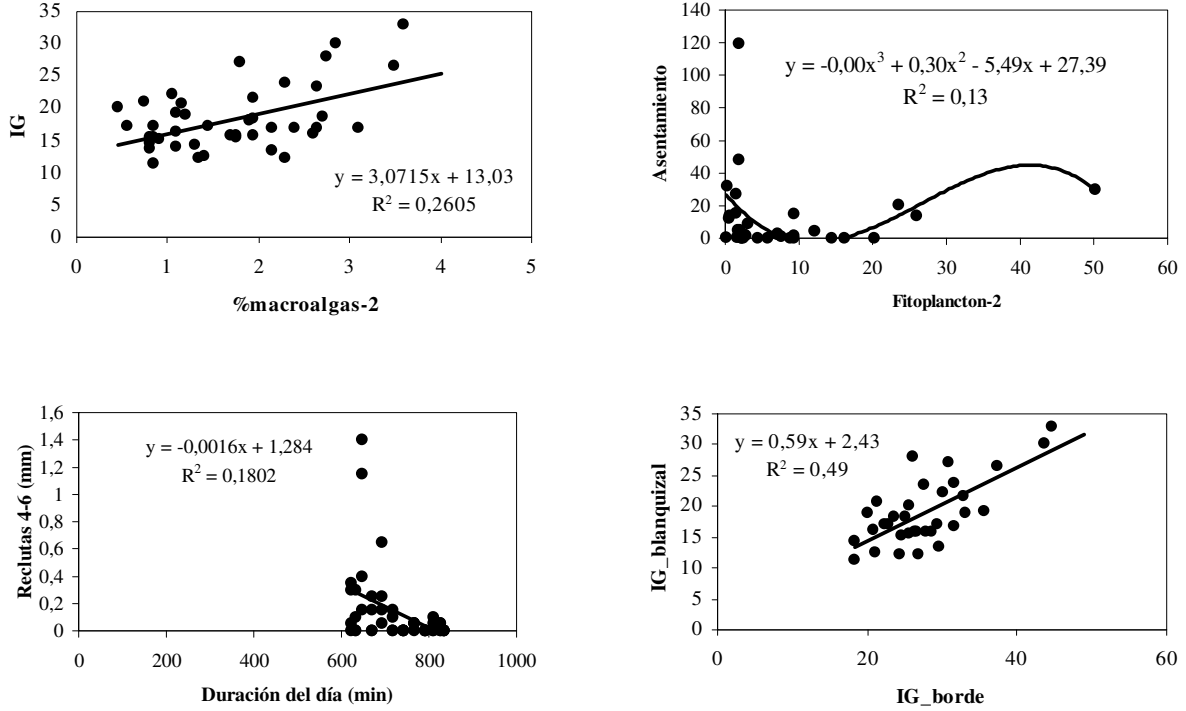 35
30
25
20
15
10
5
0
IG
y = 3,0715x + 13,03
R² = 0,2605
0 1 2 3 4 5
%macroalgas-2
140
120
100
80
60
40
20
0
Asentamiento
y = -0,00x³ + 0,30x² - 5,49x + 27,39
R² = 0,13
0 10 20 30 40 50 60
Fitoplancton-2
1,6
1,4
1,2
1
0,8
0,6
0,4
0,2
0
Reclutas 4-6 (mm)
y = -0,0016x + 1,284
R² = 0,1802
0 200 400 600 800 1000
Duración del día (min)
35
30
25
20
15
10
5
0
IG_blanquizal
y = 0,59x + 2,43
R² = 0,49
0 20 40 60
IG_borde